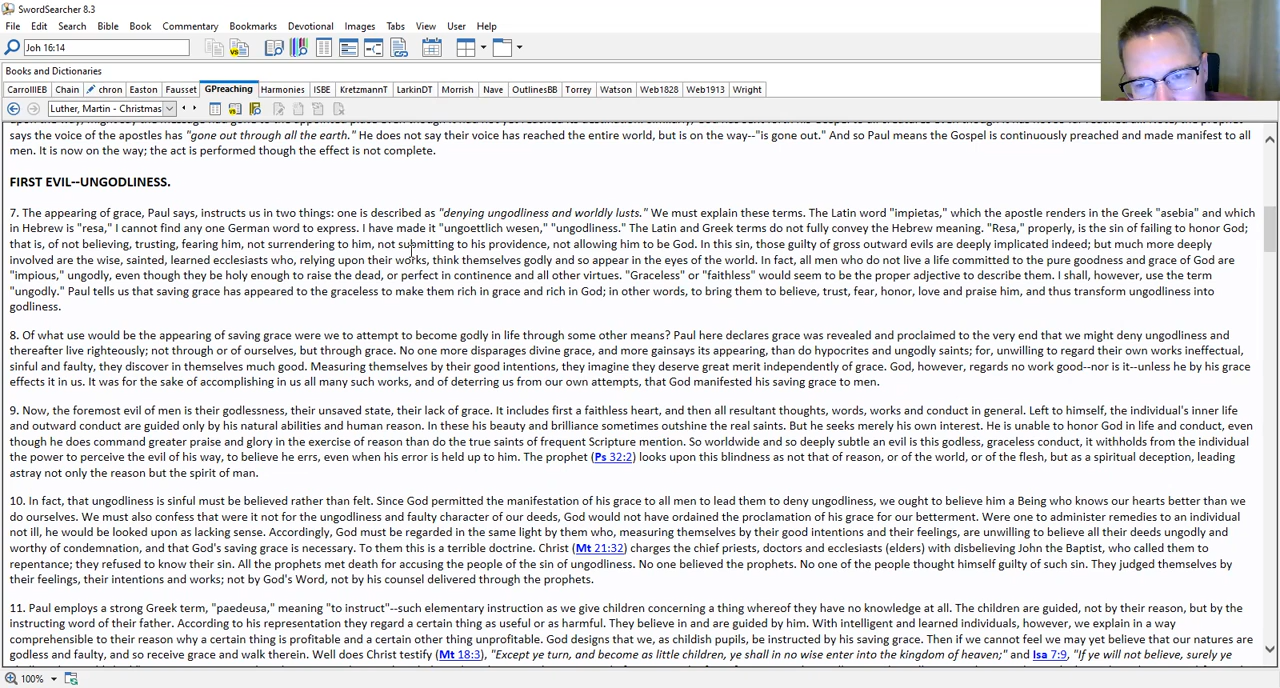 SwordSearcher 8.3
File Edit Search Bible Book Commentary Bookmarks Devotional Images Tabs View User Help
Joh 16:14
Books and Dictionaries
CarrollIEB Chain chron Easton Fausset GPreaching Harmonies ISBE KretzmannT LarkinDT Morrish Nave OutlinesBB Torrey Watson Web1828 Web1913 Wright
Luther, Martin - Christmas
says the voice of the apostles has "gone out through all the earth." He does not say their voice has reached the entire world, but is on the way--"is gone out." And so Paul means the Gospel is continuously preached and made manifest to all
men. It is now on the way; the act is performed though the effect is not complete.
FIRST EVIL--UNGODLINESS.
7. The appearing of grace, Paul says, instructs us in two things: one is described as "denying ungodliness and worldly lusts." We must explain these terms. The Latin word "impietas," which the apostle renders in the Greek "asebia" and which
in Hebrew is "resa," I cannot find any one German word to express. I have made it "ungoettlich wesen," "ungodliness." The Latin and Greek terms do not fully convey the Hebrew meaning. "Resa," properly, is the sin of failing to honor God;
that is, of not believing, trusting, fearing him, not surrendering to him, not submitting to his providence, not allowing him to be God. In this sin, those guilty of gross outward evils are deeply implicated indeed; but much more deeply
involved are the wise, sainted, learned ecclesiasts who, relying upon their works, think themselves godly and so appear in the eyes of the world. In fact, all men who do not live a life committed to the pure goodness and grace of God are
"impious," ungodly, even though they be holy enough to raise the dead, or perfect in continence and all other virtues. "Graceless" or "faithless" would seem to be the proper adjective to describe them. I shall, however, use the term
"ungodly." Paul tells us that saving grace has appeared to the graceless to make them rich in grace and rich in God; in other words, to bring them to believe, trust, fear, honor, love and praise him, and thus transform ungodliness into
godliness.
8. Of what use would be the appearing of saving grace were we to attempt to become godly in life through some other means? Paul here declares grace was revealed and proclaimed to the very end that we might deny ungodliness and
thereafter live righteously; not through or of ourselves, but through grace. No one more disparages divine grace, and more gainsays its appearing, than do hypocrites and ungodly saints; for, unwilling to regard their own works ineffectual,
sinful and faulty, they discover in themselves much good. Measuring themselves by their good intentions, they imagine they deserve great merit independently of grace. God, however, regards no work good--nor is it--unless he by his grace
effects it in us. It was for the sake of accomplishing in us all many such works, and of deterring us from our own attempts, that God manifested his saving grace to men.
9. Now, the foremost evil of men is their godlessness, their unsaved state, their lack of grace. It includes first a faithless heart, and then all resultant thoughts, words, works and conduct in general. Left to himself, the individual's inner life
and outward conduct are guided only by his natural abilities and human reason. In these his beauty and brilliance sometimes outshine the real saints. But he seeks merely his own interest. He is unable to honor God in life and conduct, even
though he does command greater praise and glory in the exercise of reason than do the true saints of frequent Scripture mention. So worldwide and so deeply subtle an evil is this godless, graceless conduct, it withholds from the individual
the power to perceive the evil of his way, to believe he errs, even when his error is held up to him. The prophet (Ps 32:2) looks upon this blindness as not that of reason, or of the world, or of the flesh, but as a spiritual deception, leading
astray not only the reason but the spirit of man.
10. In fact, that ungodliness is sinful must be believed rather than felt. Since God permitted the manifestation of his grace to all men to lead them to deny ungodliness, we ought to believe him a Being who knows our hearts better than we
do ourselves. We must also confess that were it not for the ungodliness and faulty character of our deeds, God would not have ordained the proclamation of his grace for our betterment. Were one to administer remedies to an individual
not ill, he would be looked upon as lacking sense. Accordingly, God must be regarded in the same light by them who, measuring themselves by their good intentions and their feelings, are unwilling to believe all their deeds ungodly and
worthy of condemnation, and that God's saving grace is necessary. To them this is a terrible doctrine. Christ (Mt 21:32) charges the chief priests, doctors and ecclesiasts (elders) with disbelieving John the Baptist, who called them to
repentance; they refused to know their sin. All the prophets met death for accusing the people of the sin of ungodliness. No one believed the prophets. No one of the people thought himself guilty of such sin. They judged themselves by
their feelings, their intentions and works; not by God's Word, not by his counsel delivered through the prophets.
11. Paul employs a strong Greek term, "paedeusa," meaning "to instruct"--such elementary instruction as we give children concerning a thing whereof they have no knowledge at all. The children are guided, not by their reason, but by the
instructing word of their father. According to his representation they regard a certain thing as useful or as harmful. They believe in and are guided by him. With intelligent and learned individuals, however, we explain in a way
comprehensible to their reason why a certain thing is profitable and a certain other thing unprofitable. God designs that we, as childish pupils, be instructed by his saving grace. Then if we cannot feel we may yet believe that our natures are
godless and faulty, and so receive grace and walk therein. Well does Christ testify (Mt 18:3), "Except ye turn, and become as little children, ye shall in no wise enter into the kingdom of heaven;" and Isa 7:9, "If ye will not believe, surely ye
100%